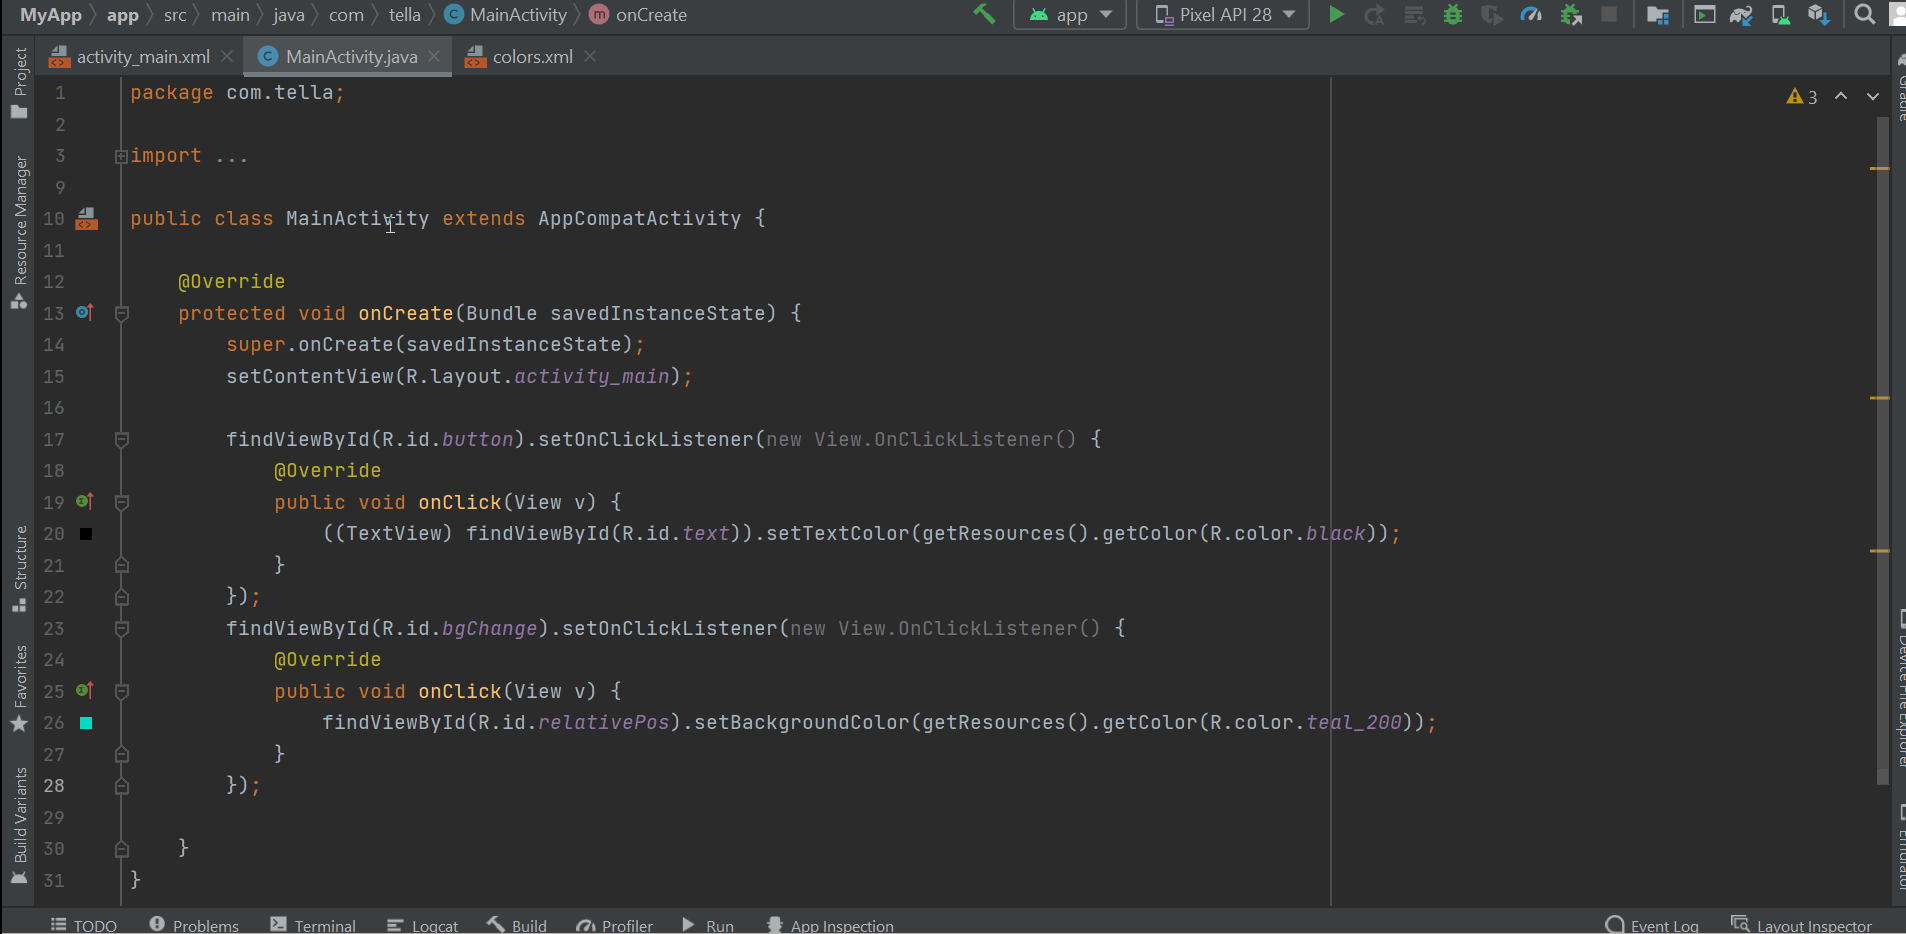 MyApp app src main java com tella MainActivity onCreate app Pixel API 28
activity_main.xml MainActivity.java colors.xml
Project
Resource Manager
Structure
Favorites
Build Variants
1 package com.tella;
2
3 import ...
9
10 public class MainActivity extends AppCompatActivity {
11
12 @Override
13 protected void onCreate(Bundle savedInstanceState) {
14 super.onCreate(savedInstanceState);
15 setContentView(R.layout.activity_main);
16
17 findViewById(R.id.button).setOnClickListener(new View.OnClickListener() {
18 @Override
19 public void onClick(View v) {
20 ((TextView) findViewById(R.id.text)).setTextColor(getResources().getColor(R.color.black));
21 }
22 });
23 findViewById(R.id.bgChange).setOnClickListener(new View.OnClickListener() {
24 @Override
25 public void onClick(View v) {
26 findViewById(R.id.relativePos).setBackgroundColor(getResources().getColor(R.color.teal_200));
27 }
28 });
29
30 }
31 }
3
Gradle
Device File Explorer
Emulator
TODO Problems Terminal Logcat Build Profiler Run App Inspection Event Log Layout Inspector